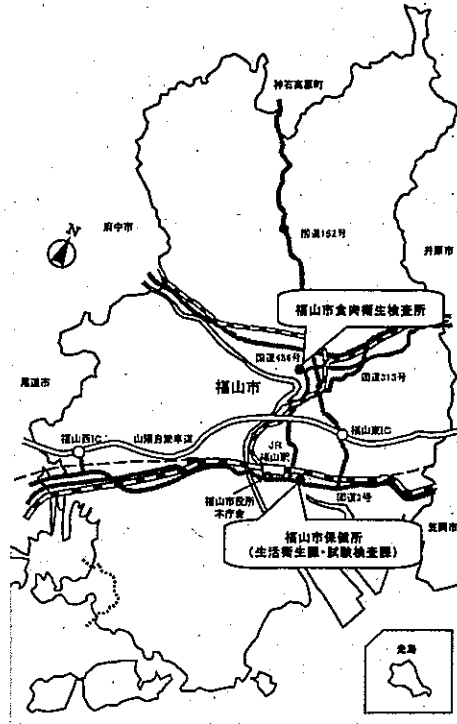 神石高原町
N
府中市
国道182号
井原市
福山市食肉衛生検査所
国道486号
国道313号
尾道市
福山市
福山西IC
山陽自動車道
福山東IC
JR
福山駅
福山市役所
本庁舎
国道2号
笠岡市
福山市保健所
(生活衛生課・試験検査課)
走島